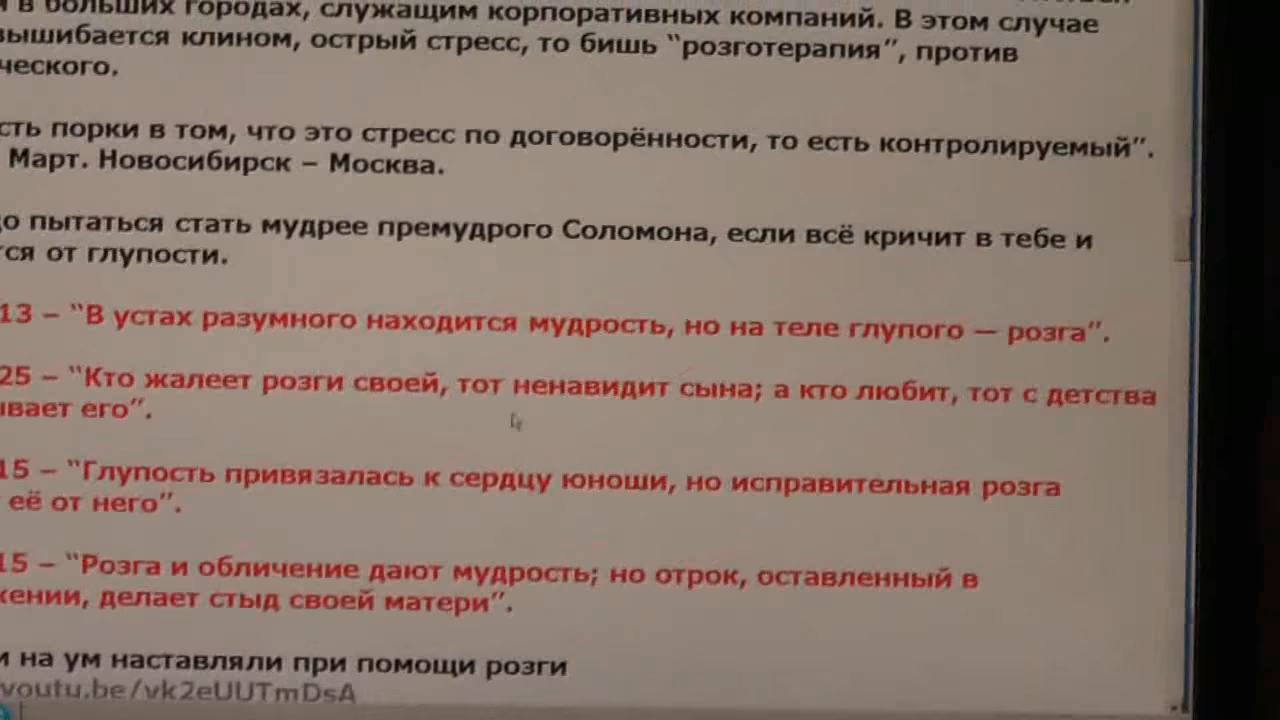 в больших городах, служащим корпоративных компаний. В этом случае
вышибается клином, острый стресс, то бишь “розготерапия”, против
ческого.
сть порки в том, что это стресс по договорённости, то есть контролируемый”.
Март. Новосибирск – Москва.
до пытаться стать мудрее премудрого Соломона, если всё кричит в тебе и
тся от глупости.
13 – “В устах разумного находится мудрость, но на теле глупого — розга”.
25 – “Кто жалеет розги своей, тот ненавидит сына; а кто любит, тот с детства
ывает его”.
15 – “Глупость привязалась к сердцу юноши, но исправительная розга
её от него”.
15 – “Розга и обличение дают мудрость; но отрок, оставленный в
жении, делает стыд своей матери”.
и на ум наставляли при помощи розги
youtu.be/vk2eUUTmDsA